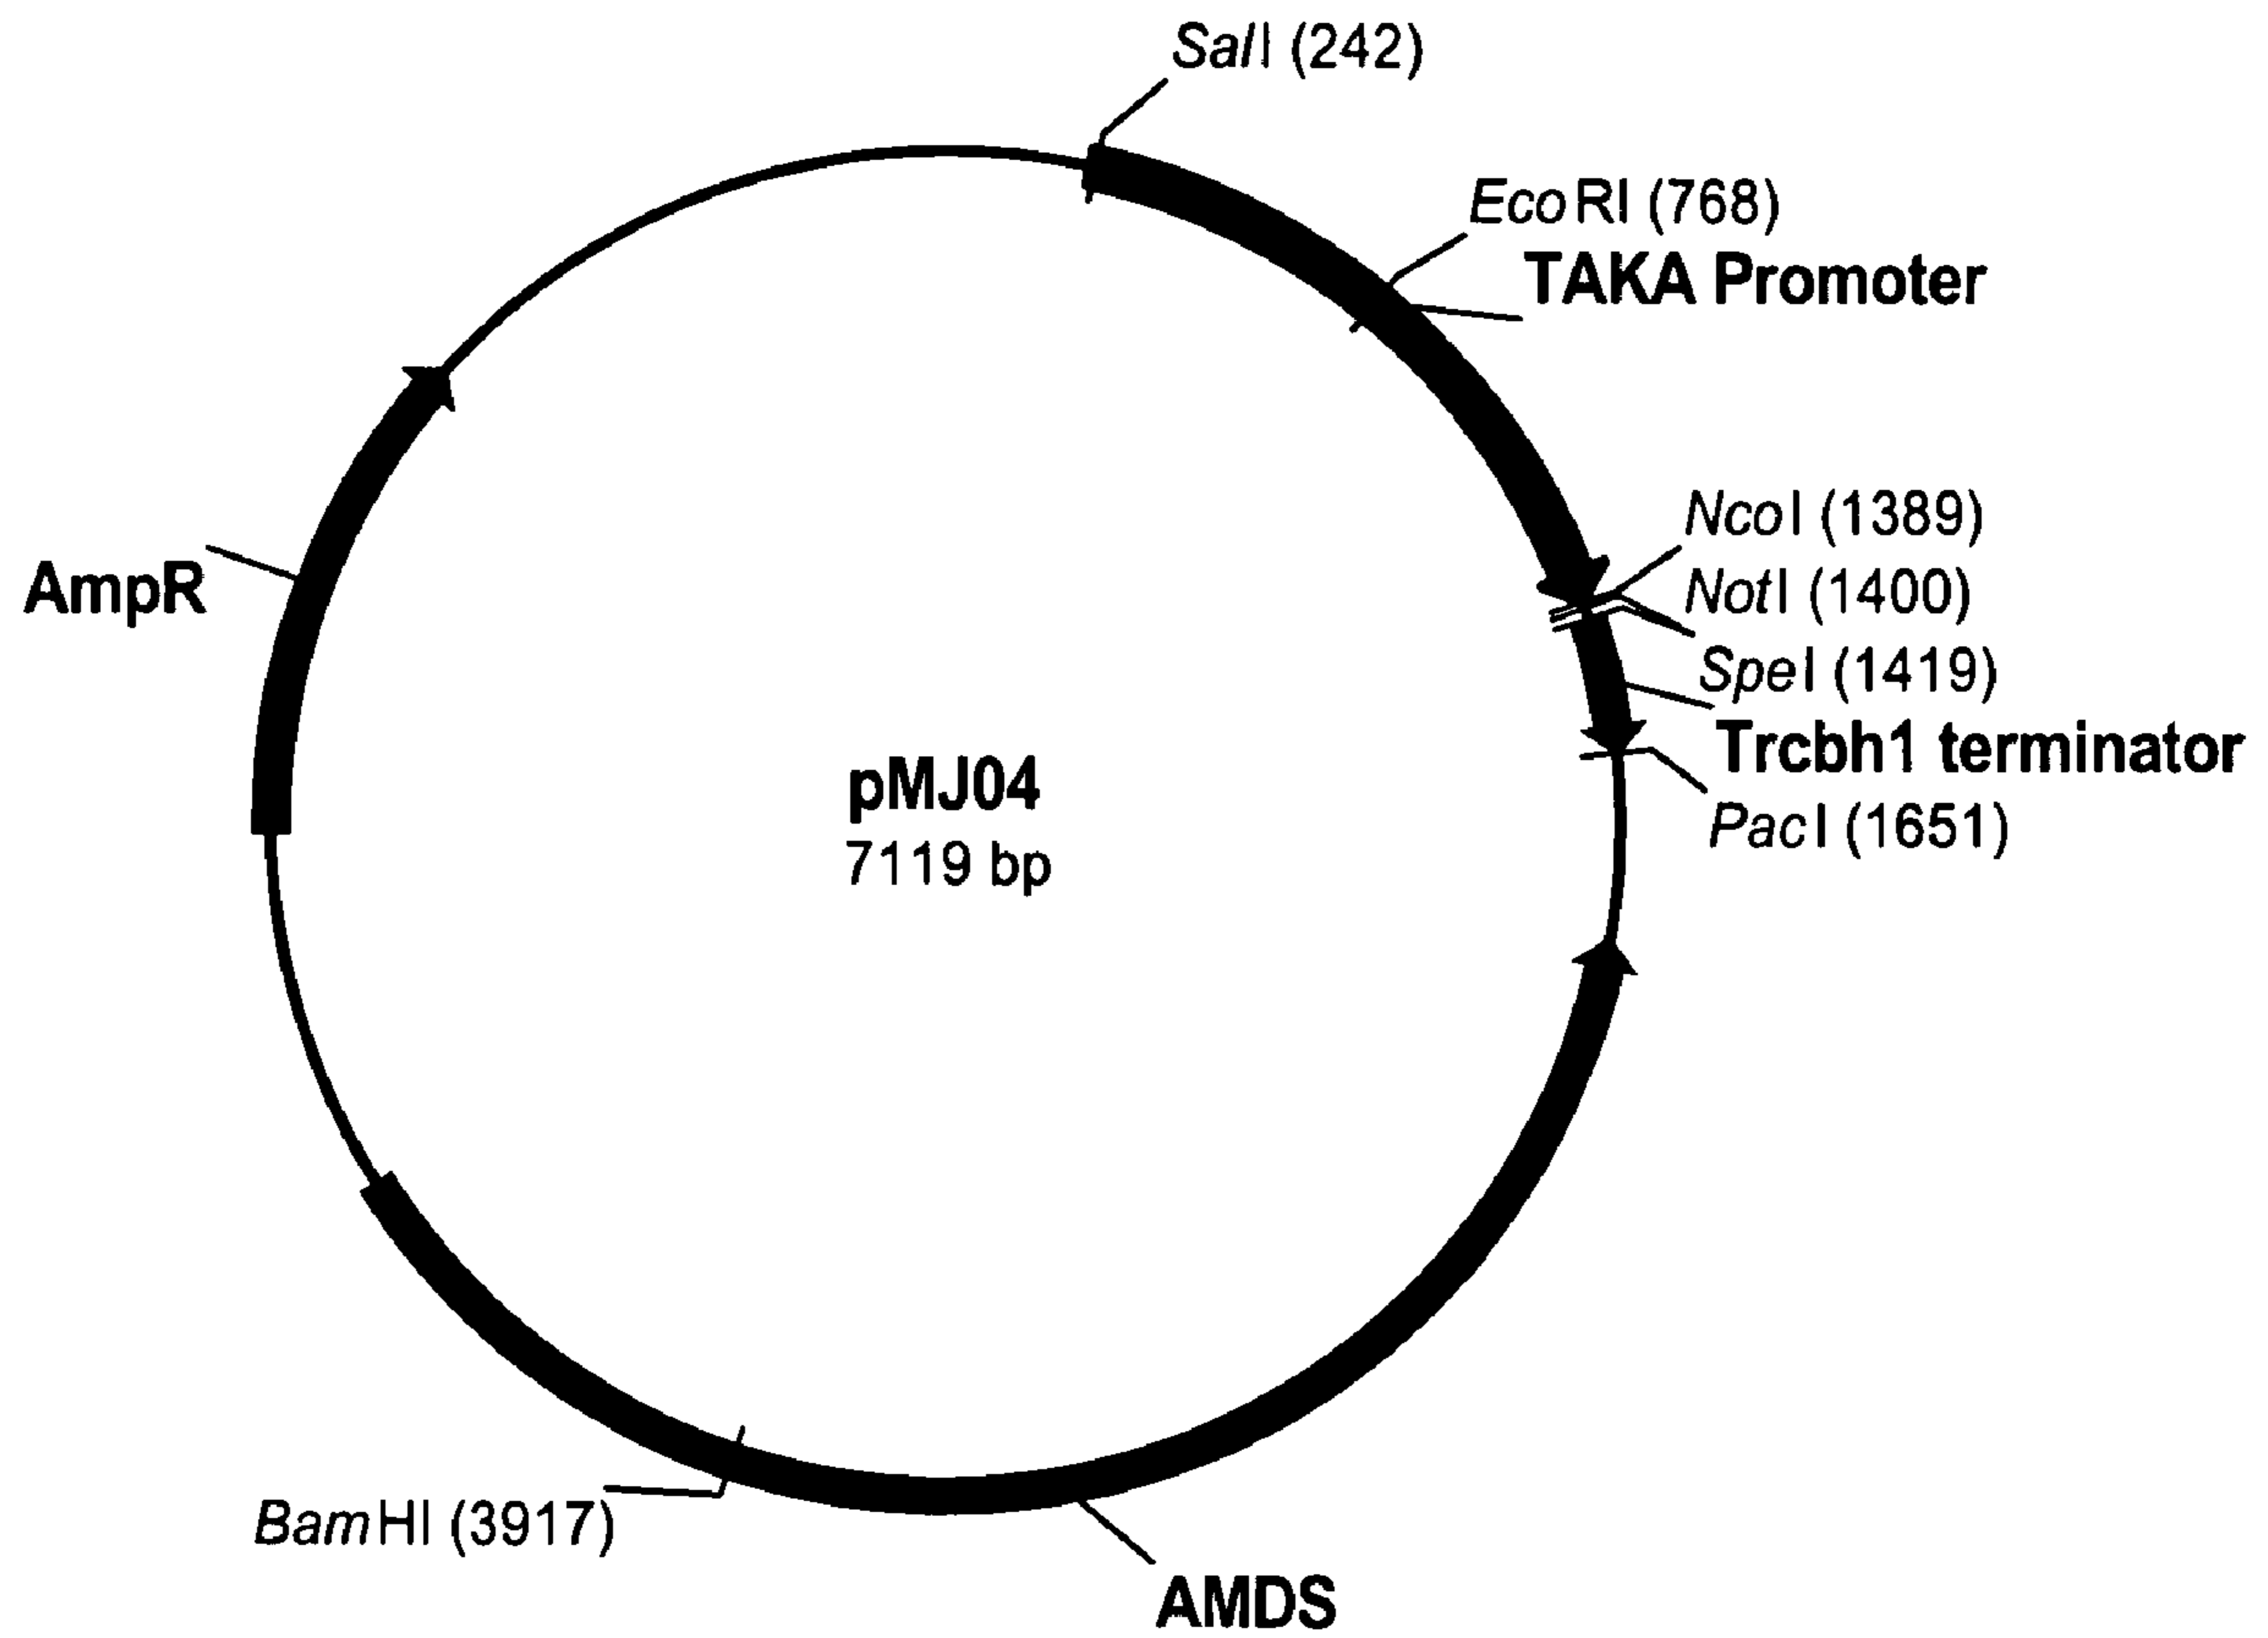 SalI (242)
EcoRI (768)
TAKA Promoter
NcoI (1389)
NotI (1400)
SpeI (1419)
Trcbh1 terminator
PacI (1651)
AmpR
pMJ04
7119 bp
BamHI (3917)
AMDS